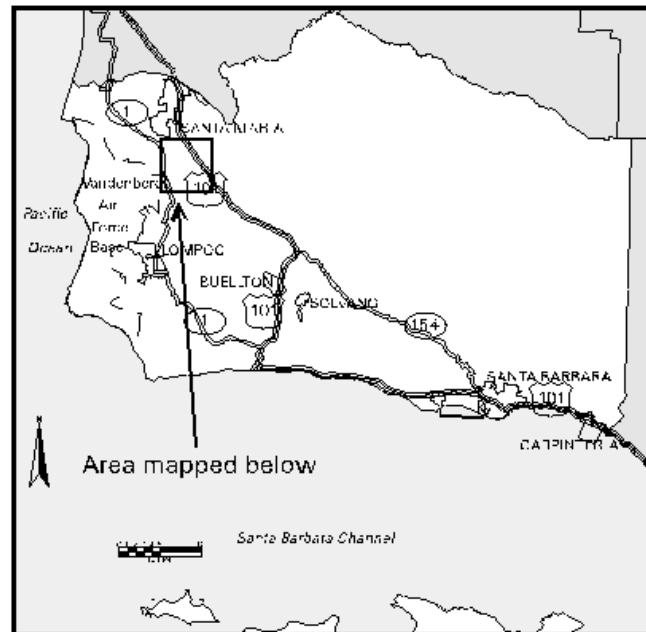 1
SANTA MARIA
Vandenberg
101
Air
Pacific
Force
Ocean
Base
LOMPOC
BUELLTON
SOLVANG
101
1
154
SANTA BARBARA
101
CARPINTERIA
Area mapped below
Santa Barbara Channel